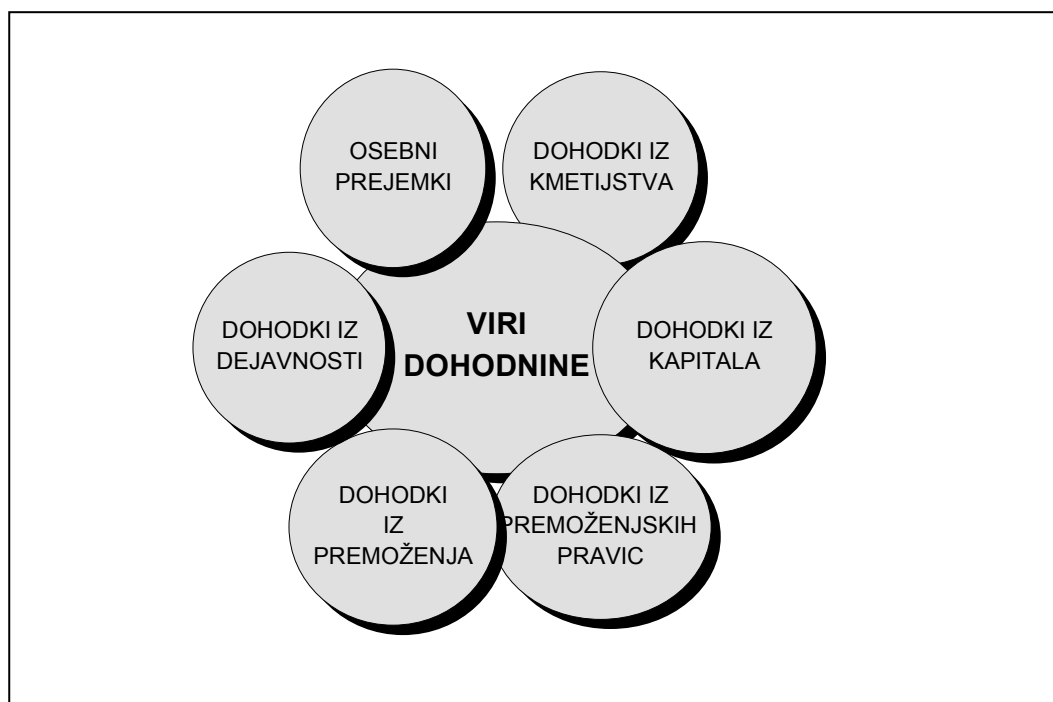 OSEBNI
PREJEMKI
DOHODKI IZ
KMETIJSTVA
VIRI
DOHODNINE
DOHODKI IZ
DEJAVNOSTI
DOHODKI IZ
KAPITALA
DOHODKI
IZ
PREMOŽENJA
DOHODKI IZ
PREMOŽENJSKIH
PRAVIC